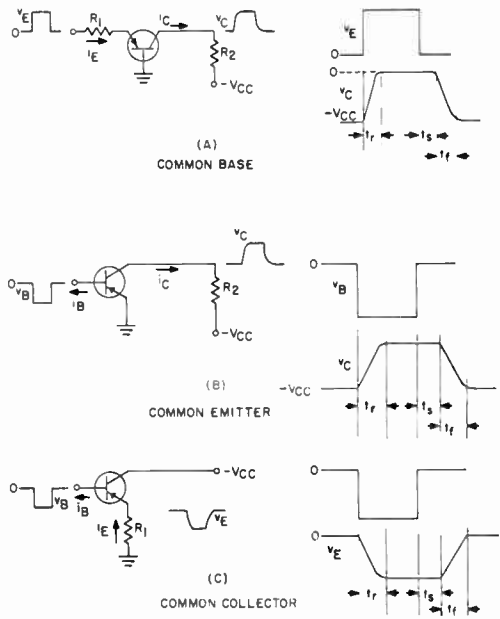 vE
0
R1
iE
iC
vC
R2
-VCC
vE
0
0
vC
-VCC
tr
ts
tf
(A)
COMMON BASE
0
vB
iB
iC
vC
R2
-VCC
0
vB
vC
-VCC
tr
ts
tf
(B)
COMMON EMITTER
0
vB
iB
iE
R1
-VCC
vE
0
0
vE
tr
ts
tf
(C)
COMMON COLLECTOR